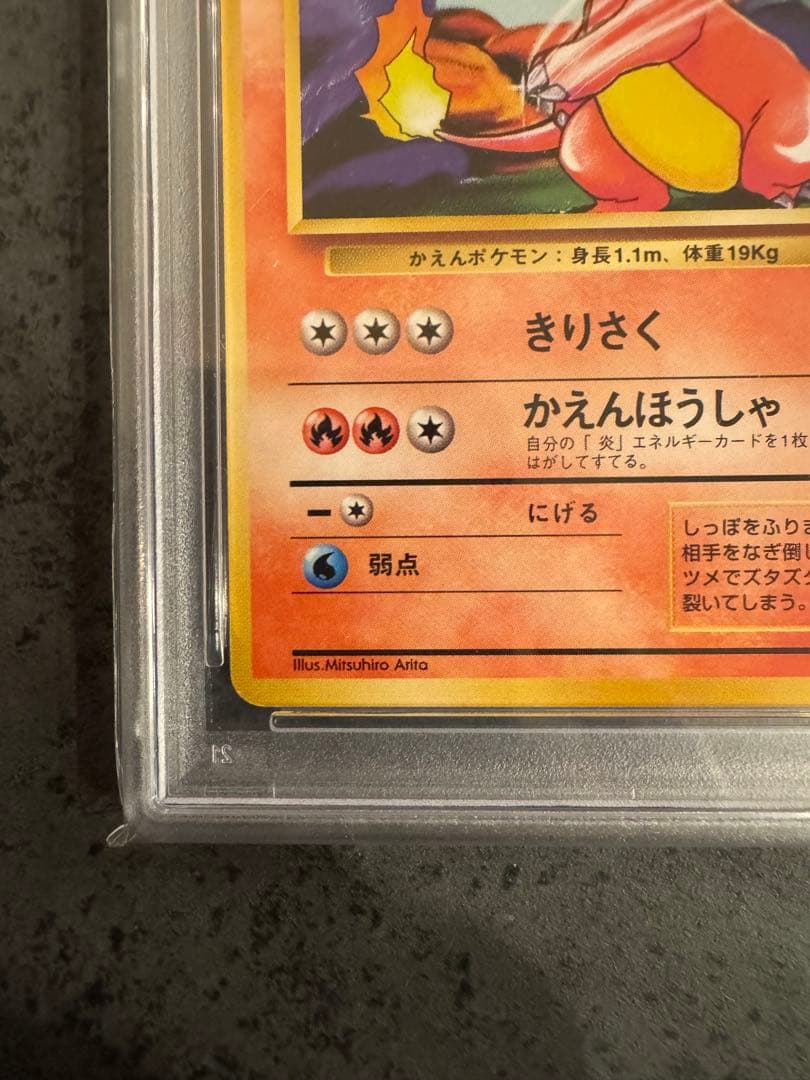 かえんポケモン：身長1.1m、体重19Kg
きりさく
かえんほうしゃ
自分の「炎」エネルギーカードを1枚
はがしてすてる。
にげる
弱点
しっぽをふりま
相手をなぎ倒し
ツメでズタズタ
裂いてしまう。
Illus.Mitsuhiro Arita
21